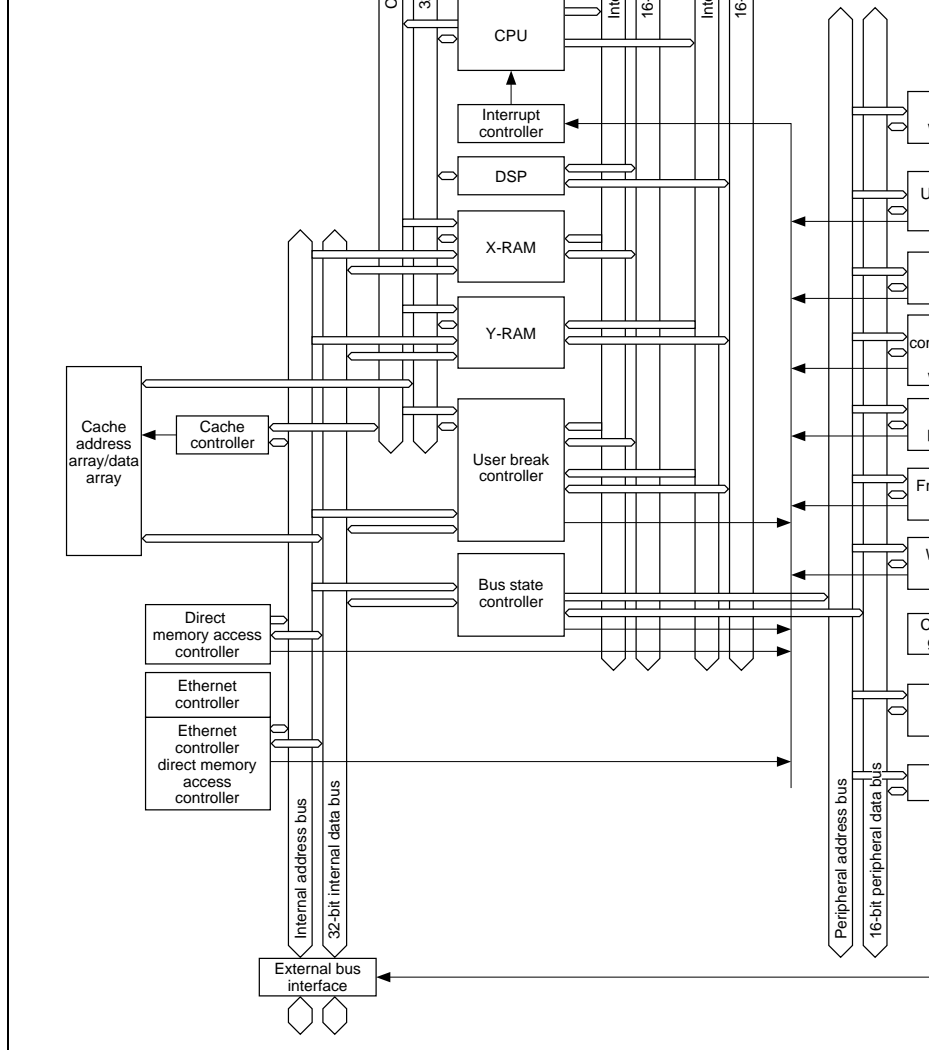 CPU
Interrupt
controller
DSP
X-RAM
Y-RAM
Cache
address
array/data
array
Cache
controller
User break
controller
Bus state
controller
Direct
memory access
controller
Ethernet
controller
Ethernet
controller
direct memory
access
controller
Internal address bus
32-bit internal data bus
Peripheral address bus
16-bit peripheral data bus
External bus
interface